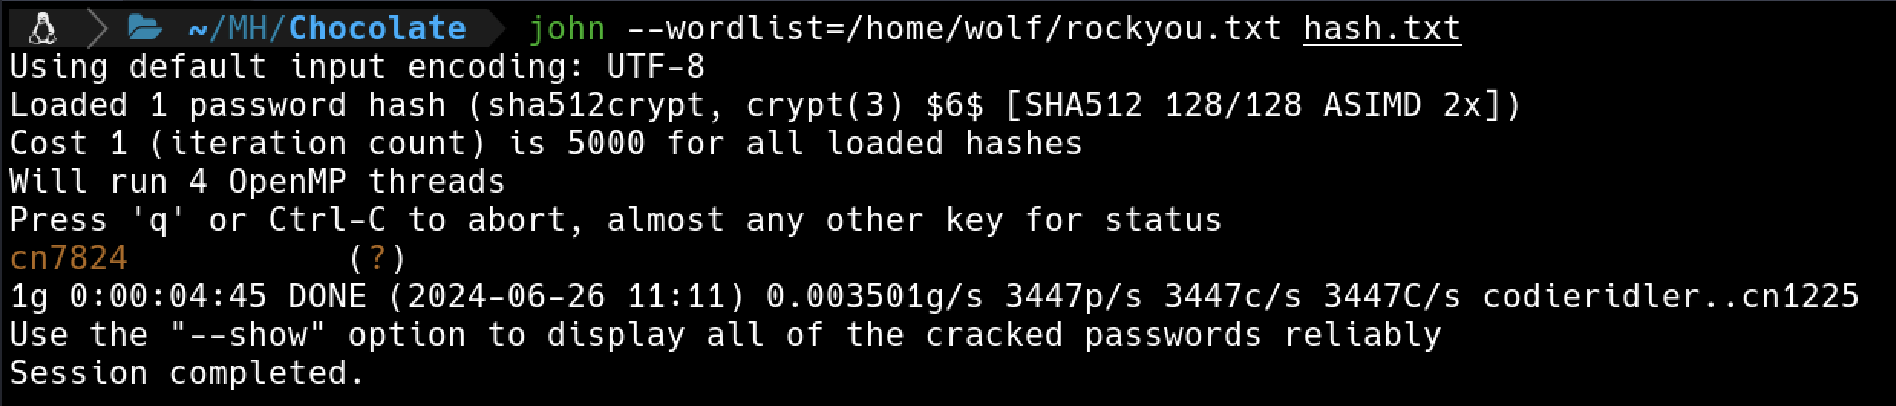 ~/MH/Chocolate john --wordlist=/home/wolf/rockyou.txt hash.txt
Using default input encoding: UTF-8
Loaded 1 password hash (sha512crypt, crypt(3) $6$ [SHA512 128/128 ASIMD 2x])
Cost 1 (iteration count) is 5000 for all loaded hashes
Will run 4 OpenMP threads
Press 'q' or Ctrl-C to abort, almost any other key for status
cn7824 (?)
1g 0:00:04:45 DONE (2024-06-26 11:11) 0.003501g/s 3447p/s 3447c/s 3447C/s codieridler..cn1225
Use the "--show" option to display all of the cracked passwords reliably
Session completed.